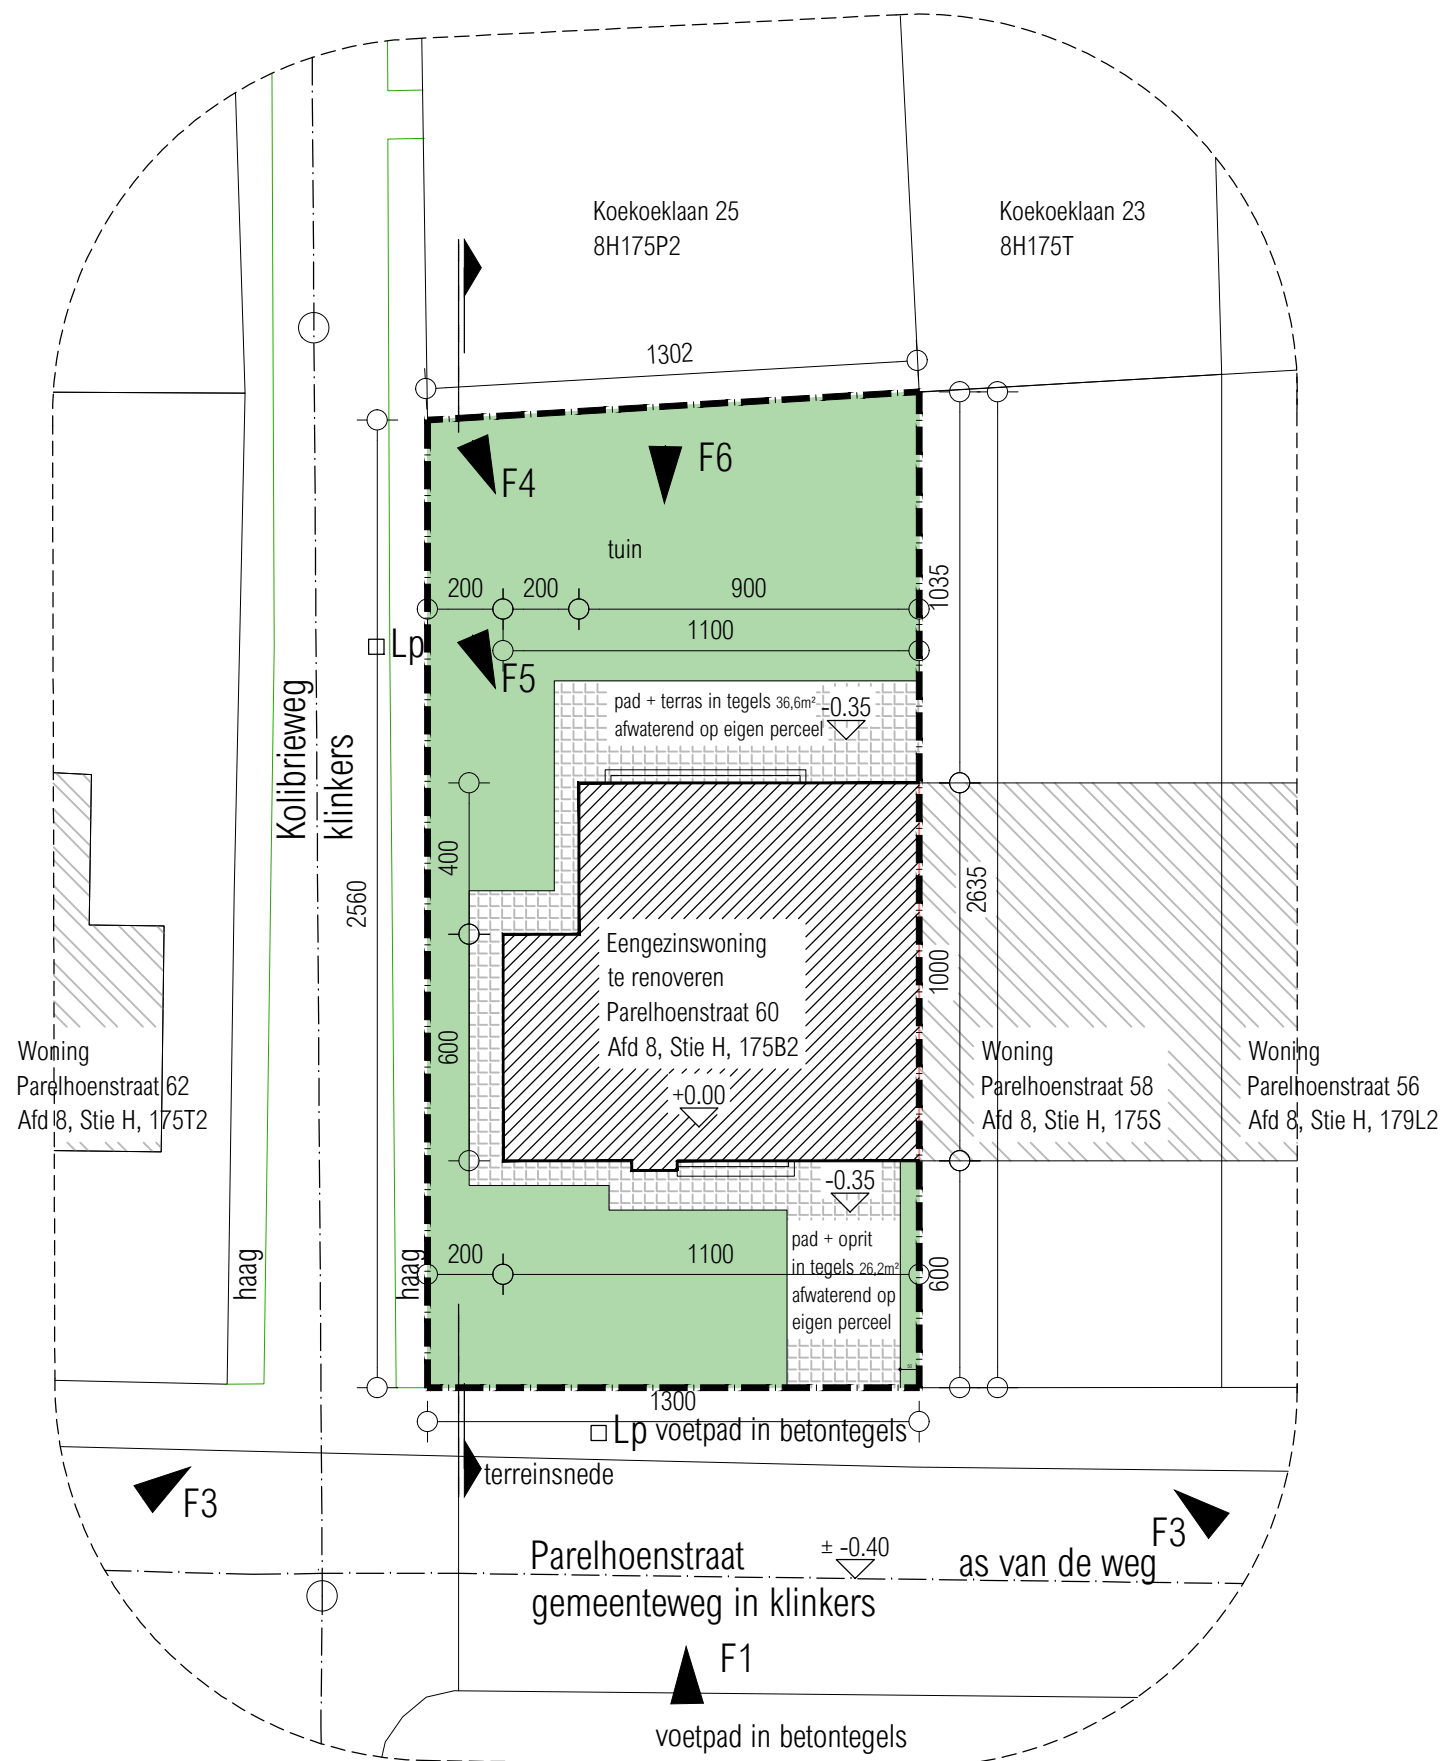 Koekoeklaan 25
8H175P2
Koekoeklaan 23
8H175T
1302
F4
F6
tuin
200
200
900
1035
1100
Lp
F5
pad + terras in tegels 36,6m²
afwaterend op eigen perceel
-0.35
Kolibrieweg
klinkers
400
2560
2635
Eengezinswoning
te renoveren
Parelhoenstraat 60
Afd 8, Stie H, 175B2
+0.00
1000
600
Woning
Parelhoenstraat 62
Afd 8, Stie H, 175T2
Woning
Parelhoenstraat 58
Afd 8, Stie H, 175S
Woning
Parelhoenstraat 56
Afd 8, Stie H, 179L2
-0.35
pad + oprit
in tegels 26,2m²
afwaterend op
eigen perceel
haag
haag
200
1100
600
1300
Lp voetpad in betontegels
terreinsnede
F3
F3
Parelhoenstraat
± -0.40
as van de weg
gemeenteweg in klinkers
F1
voetpad in betontegels